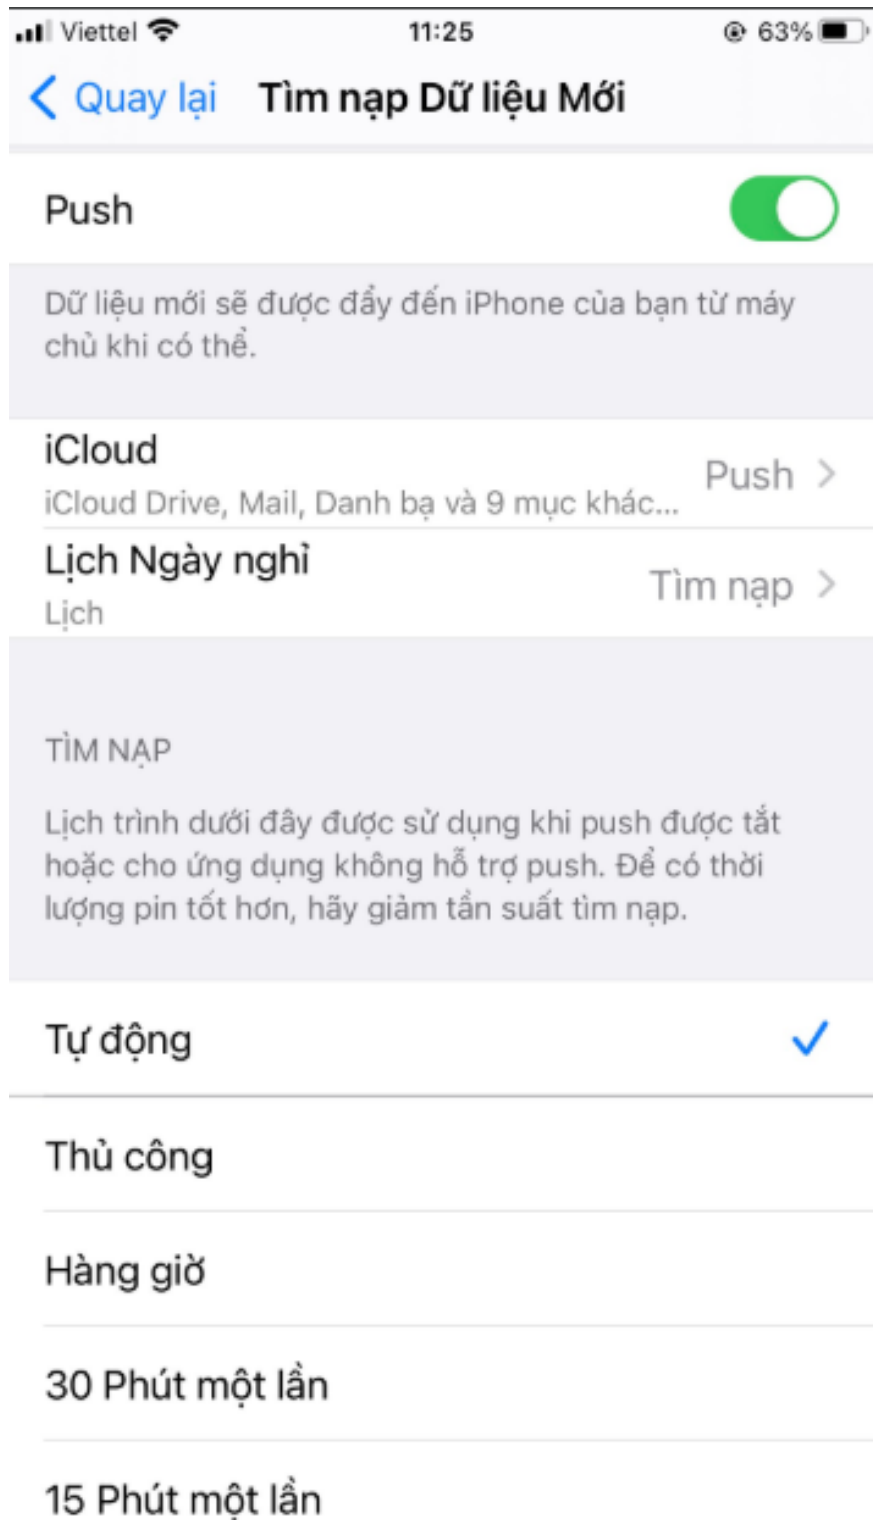 Viettel 11:25 63%
Quay lại Tìm nạp Dữ liệu Mới
Push
Dữ liệu mới sẽ được đẩy đến iPhone của bạn từ máy
chủ khi có thể.
iCloud
Push
iCloud Drive, Mail, Danh bạ và 9 mục khác...
Lịch Ngày nghỉ
Tìm nạp
Lịch
TÌM NẠP
Lịch trình dưới đây được sử dụng khi push được tắt
hoặc cho ứng dụng không hỗ trợ push. Để có thời
lượng pin tốt hơn, hãy giảm tần suất tìm nạp.
Tự động
Thủ công
Hàng giờ
30 Phút một lần
15 Phút một lần